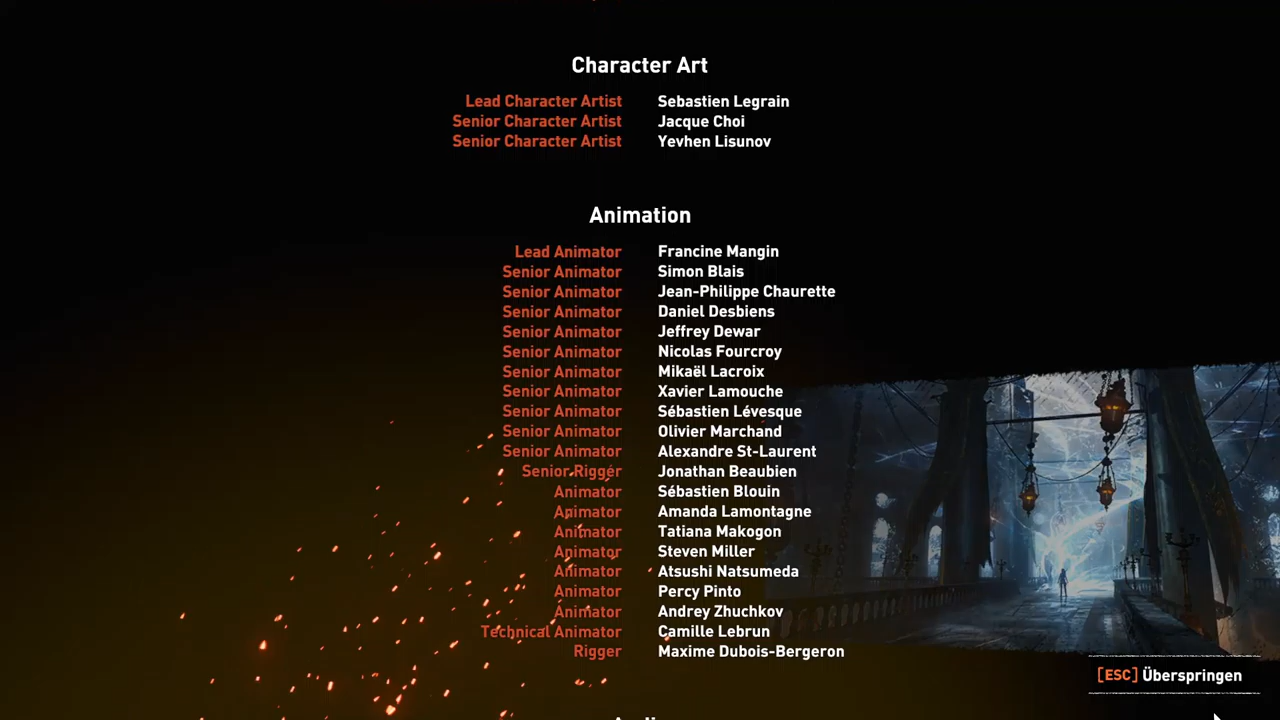 Character Art
Lead Character Artist Sebastien Legrain
Senior Character Artist Jacque Choi
Senior Character Artist Yevhen Lisunov
Animation
Lead Animator Francine Mangin
Senior Animator Simon Blais
Senior Animator Jean-Philippe Chaurette
Senior Animator Daniel Desbiens
Senior Animator Jeffrey Dewar
Senior Animator Nicolas Fourcroy
Senior Animator Mikaël Lacroix
Senior Animator Xavier Lamouche
Senior Animator Sébastien Lévesque
Senior Animator Olivier Marchand
Senior Animator Alexandre St-Laurent
Senior Rigger Jonathan Beaubien
Animator Sébastien Blouin
Animator Amanda Lamontagne
Animator Tatiana Makogon
Animator Steven Miller
Animator Atsushi Natsumeda
Animator Percy Pinto
Animator Andrey Zhuchkov
Technical Animator Camille Lebrun
Rigger Maxime Dubois-Bergeron
[ESC] Überspringen